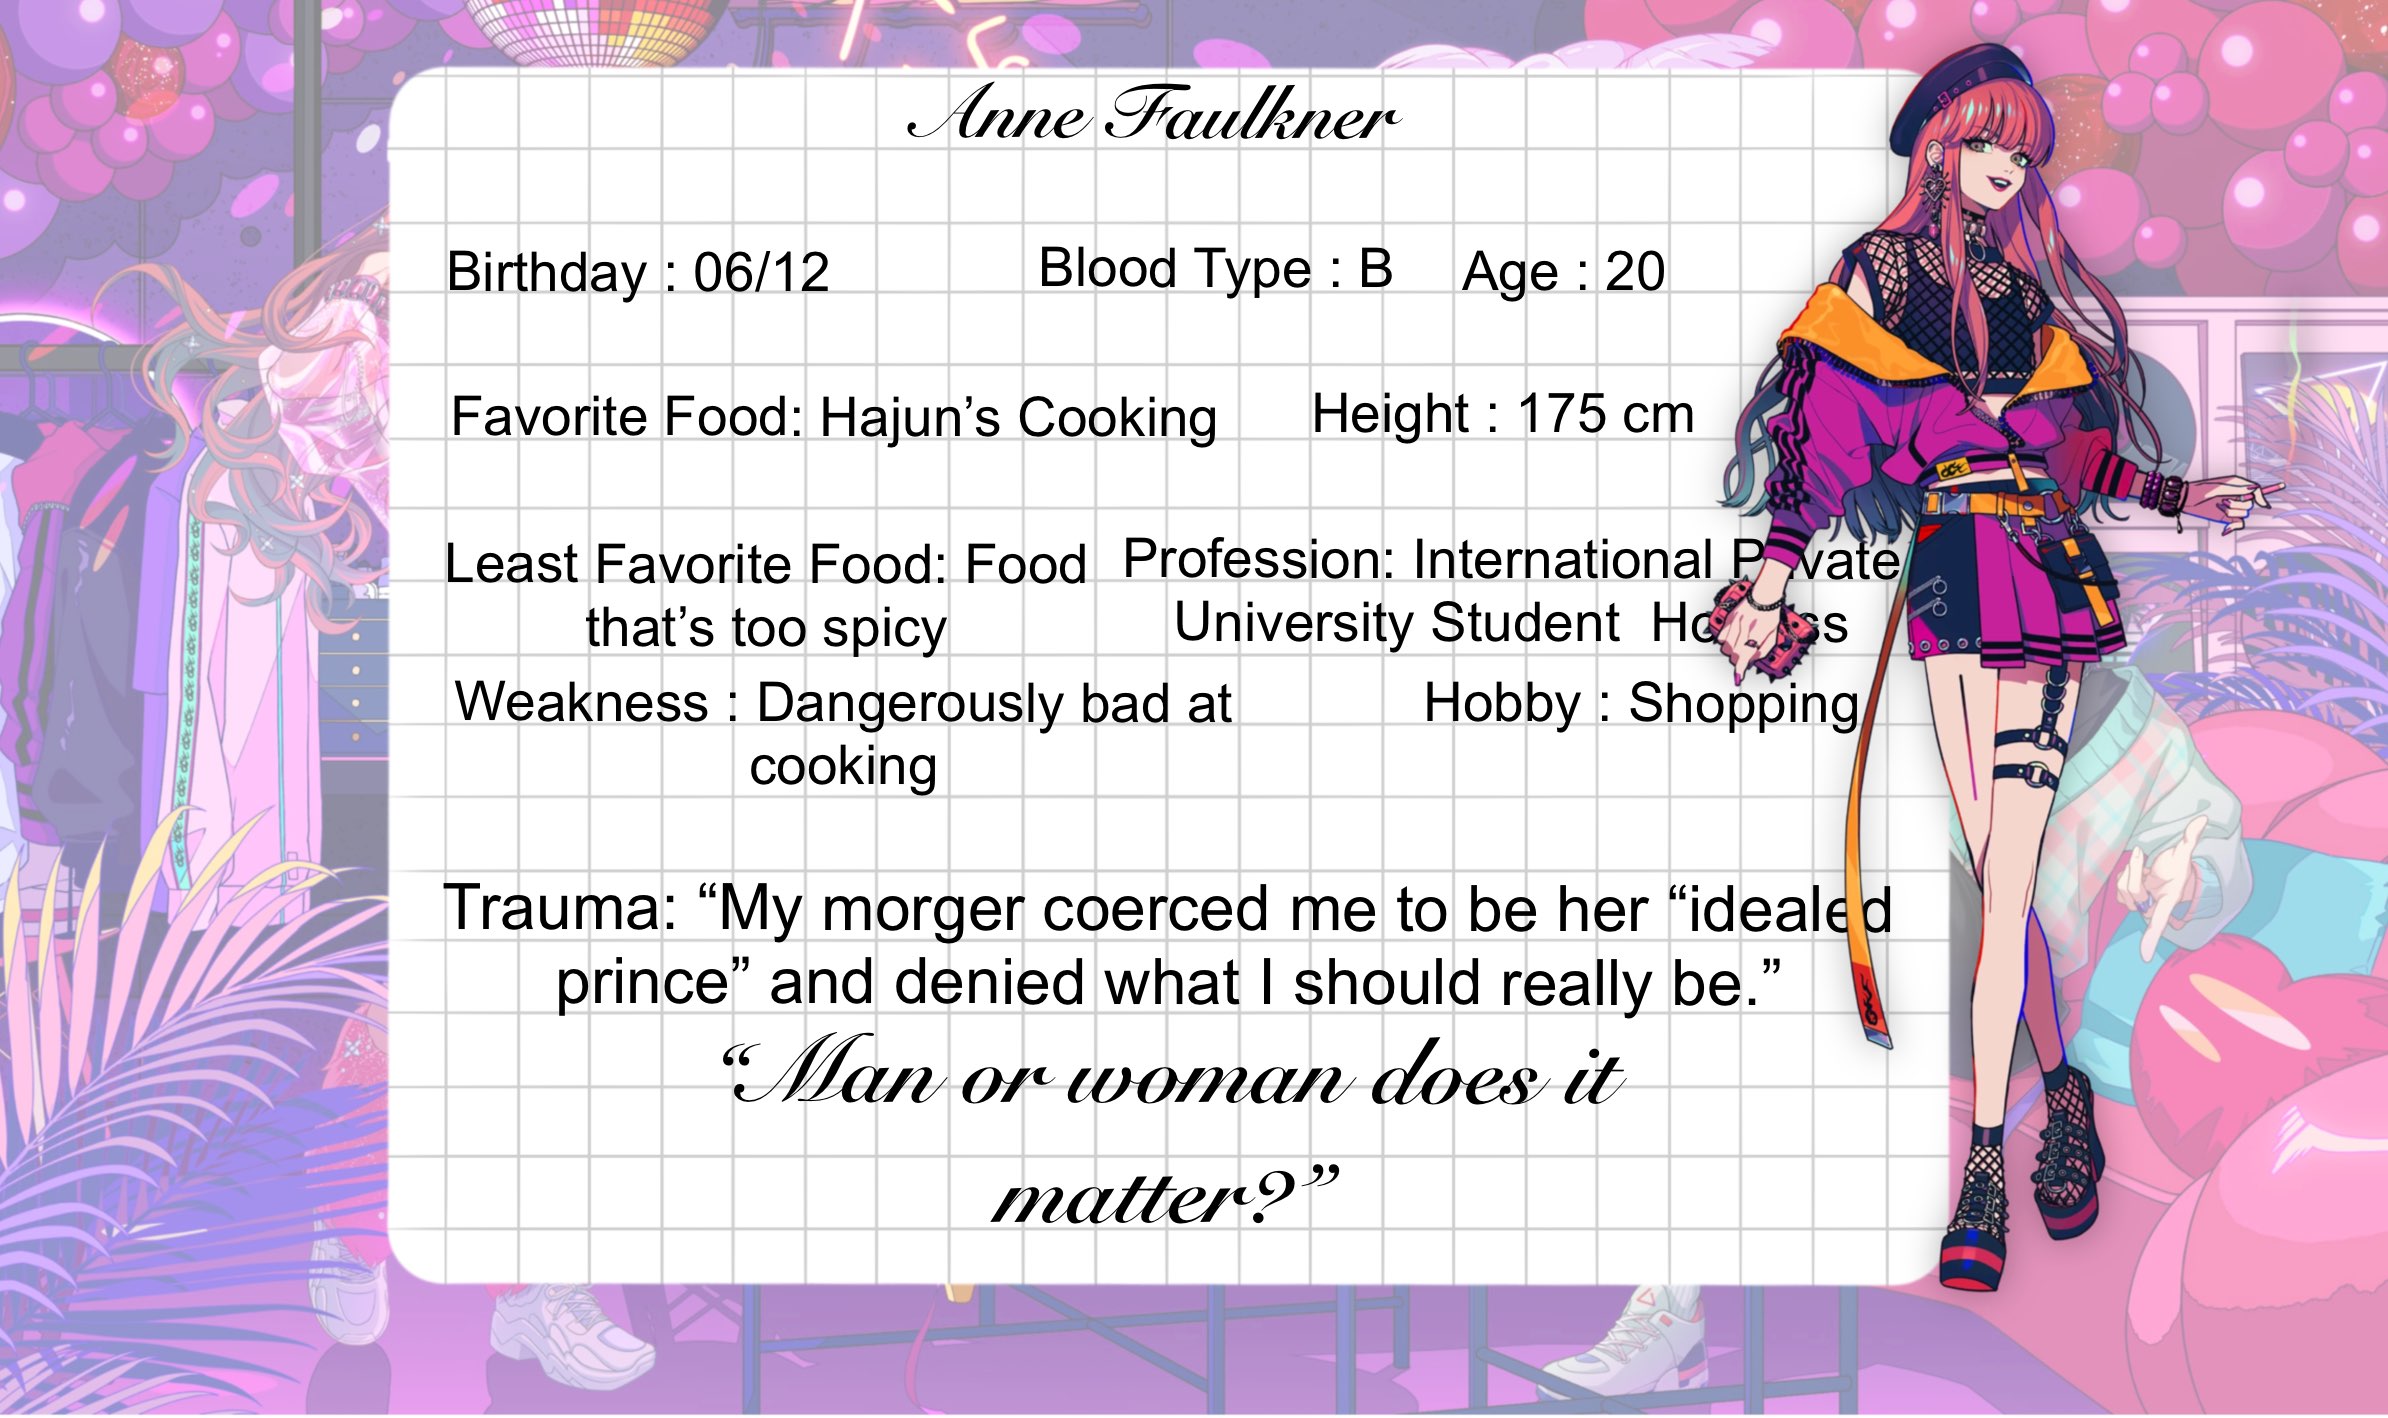 Anne Faulkner
Birthday : 06/12
Blood Type : B
Age : 20
Favorite Food: Hajun’s Cooking
Height : 175 cm
Least Favorite Food: Food
that’s too spicy
Profession: International
University Student
Weakness : Dangerously bad at
cooking
Hobby : Shopping
Trauma: “My morger coerced me to be her “idealed
prince” and denied what I should really be.”
“Man or woman does it
matter?”